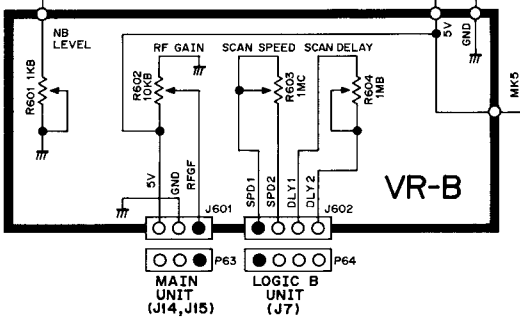 NB
LEVEL
RF GAIN
SCAN SPEED
SCAN DELAY
5V
GND
MK5
R601 1KB
R602
10KB
R603
1MC
R604
1MB
5V
GND
RFGF
SPD1
SPD2
DLY1
DLY2
VR-B
J601
J602
P63
P64
MAIN
UNIT
(J14,J15)
LOGIC B
UNIT
(J7)